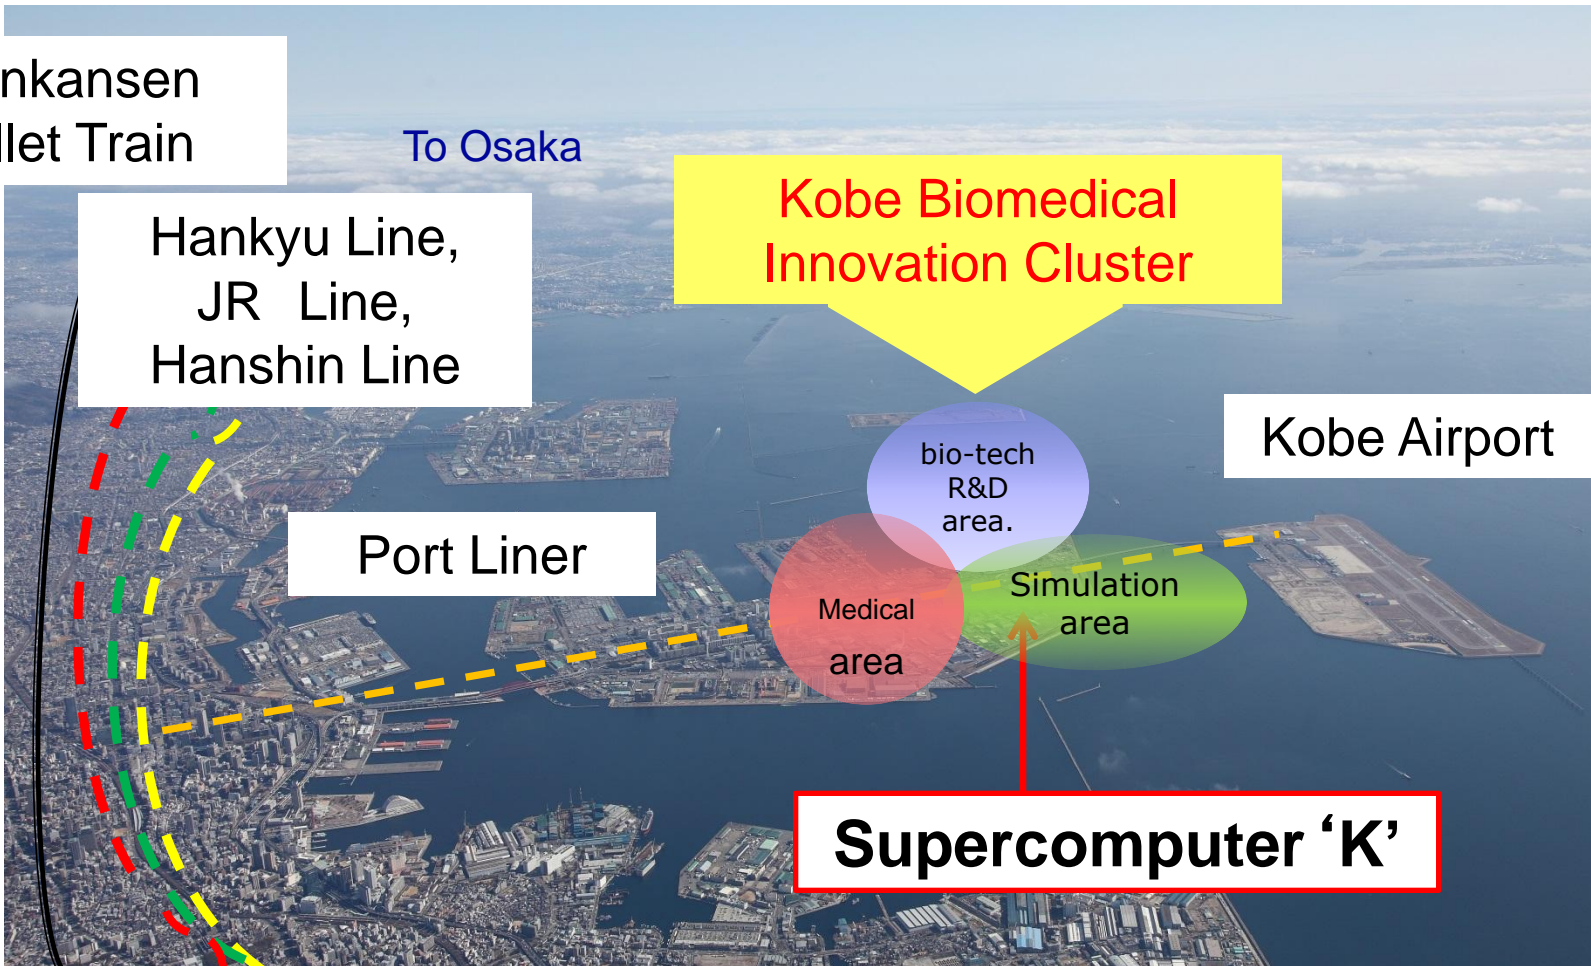 nkansen
llet Train
To Osaka
Kobe Biomedical
Innovation Cluster
Hankyu Line,
JR Line,
Hanshin Line
Kobe Airport
bio-tech
R&D
area.
Port Liner
Simulation
area
Medical
area
Supercomputer ‘K’